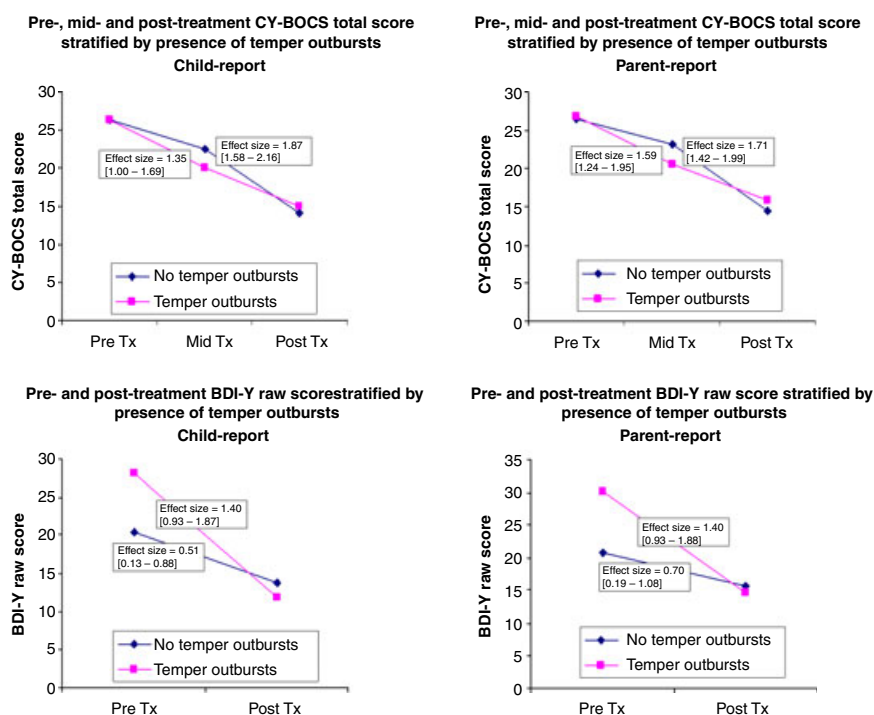 Pre-, mid- and post-treatment CY-BOCS total score
stratified by presence of temper outbursts
Child-report
30
25
20
15
10
5
0
CY-BOCS total score
Effect size = 1.87
[1.58 – 2.16]
Effect size = 1.35
[1.00 – 1.69]
No temper outbursts
Temper outbursts
Pre Tx
Mid Tx
Post Tx
Pre-, mid- and post-treatment CY-BOCS total score
stratified by presence of temper outbursts
Parent-report
30
25
20
15
10
5
0
CY-BOCS total score
Effect size = 1.71
[1.42 – 1.99]
Effect size = 1.59
[1.24 – 1.95]
No temper outbursts
Temper outbursts
Pre Tx
Mid Tx
Post Tx
Pre- and post-treatment BDI-Y raw scorestratified by
presence of temper outbursts
Child-report
30
25
20
15
10
5
0
BDI-Y raw score
Effect size = 1.40
[0.93 – 1.87]
Effect size = 0.51
[0.13 – 0.88]
No temper outbursts
Temper outbursts
Pre Tx
Post Tx
Pre- and post-treatment BDI-Y raw score stratified by
presence of temper outbursts
Parent-report
35
30
25
20
15
10
5
0
BDI-Y raw score
Effect size = 1.40
[0.93 – 1.88]
Effect size = 0.70
[0.19 – 1.08]
No temper outbursts
Temper outbursts
Pre Tx
Post Tx